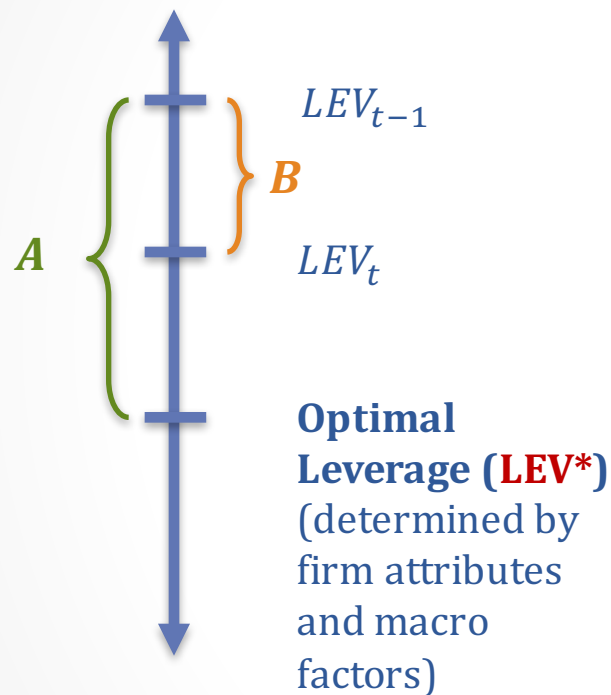 LEV_{t−1}
B
A
LEV_t
Optimal
Leverage (LEV*)
(determined by
firm attributes
and macro
factors)